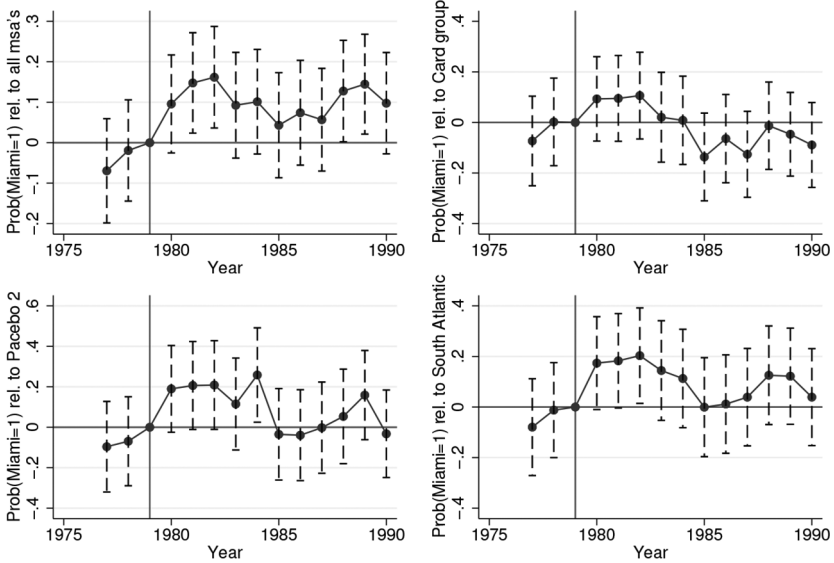 Prob(Miami=1) rel. to all msa's
.3
.2
.1
0
-.1
-.2
1975 1980 1985 1990
Year
Prob(Miami=1) rel. to Card group
.4
.2
0
-.2
-.4
1975 1980 1985 1990
Year
Prob(Miami=1) rel. to Pacebo 2
.6
.4
.2
0
-.2
-.4
1975 1980 1985 1990
Year
Prob(Miami=1) rel. to South Atlantic
.4
.2
0
-.2
-.4
1975 1980 1985 1990
Year